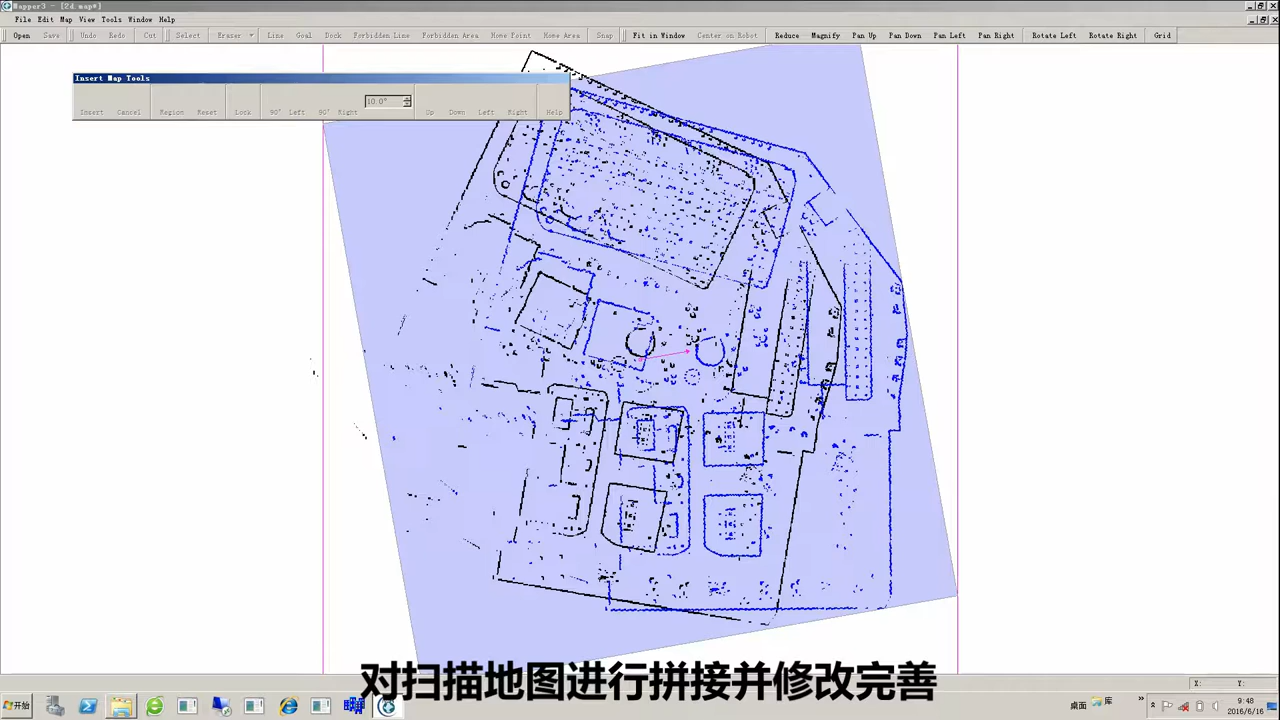 Mapper3 - [2d.map*]
File Edit Map View Tools Window Help
Open Save Undo Redo Cut Select Eraser Line Goal Dock Forbidden Line Forbidden Area Home Point Home Area Snap Fit in Window Center on Robot Reduce Magnify Pan Up Pan Down Pan Left Pan Right Rotate Left Rotate Right Grid
Insert Map Tools
Insert Cancel Region Reset Lock 90° Left 90° Right 10.0° Up Down Left Right Help
对扫描地图进行拼接并修改完善
X: Y:
开始 桌面 库 » 9:48
2016/6/16